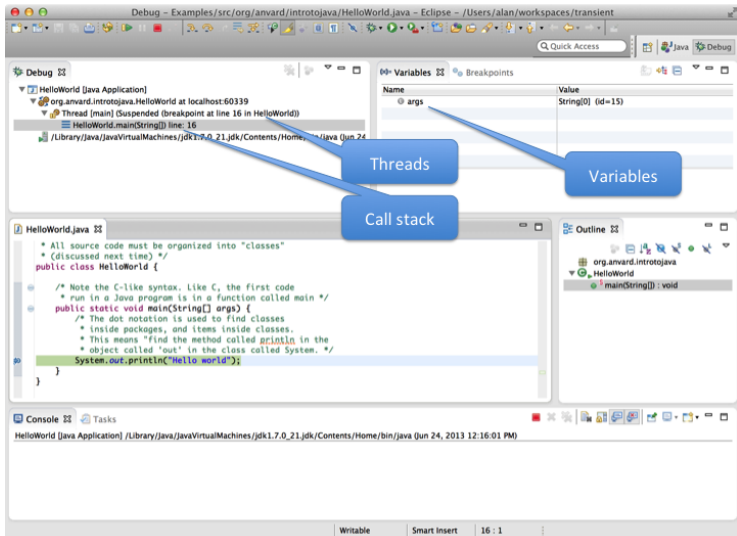 Debug – Examples/src/org/anvard/introtojava/HelloWorld.java – Eclipse – /Users/alan/workspaces/transient
Quick Access
Java
Debug
Debug
HelloWorld [Java Application]
org.anvard.introtojava.HelloWorld at localhost:60339
Thread [main] (Suspended (breakpoint at line 16 in HelloWorld))
HelloWorld.main(String[]) line: 16
/Library/Java/JavaVirtualMachines/jdk1.7.0_21.jdk/Contents/Home/bin/java (Jun 24
Variables
Breakpoints
Name
Value
args
String[0] (id=15)
Threads
Variables
Call stack
HelloWorld.java
* All source code must be organized into "classes"
* (discussed next time) */
public class HelloWorld {
/* Note the C-like syntax. Like C, the first code
* run in a Java program is in a function called main */
public static void main(String[] args) {
/* The dot notation is used to find classes
* inside packages, and items inside classes.
* This means "find the method called println in the
* object called 'out' in the class called System. */
System.out.println("Hello world");
}
}
Outline
org.anvard.introtojava
HelloWorld
main(String[]) : void
Console
Tasks
HelloWorld [Java Application] /Library/Java/JavaVirtualMachines/jdk1.7.0_21.jdk/Contents/Home/bin/java (Jun 24, 2013 12:16:01 PM)
Writable
Smart Insert
16 : 1